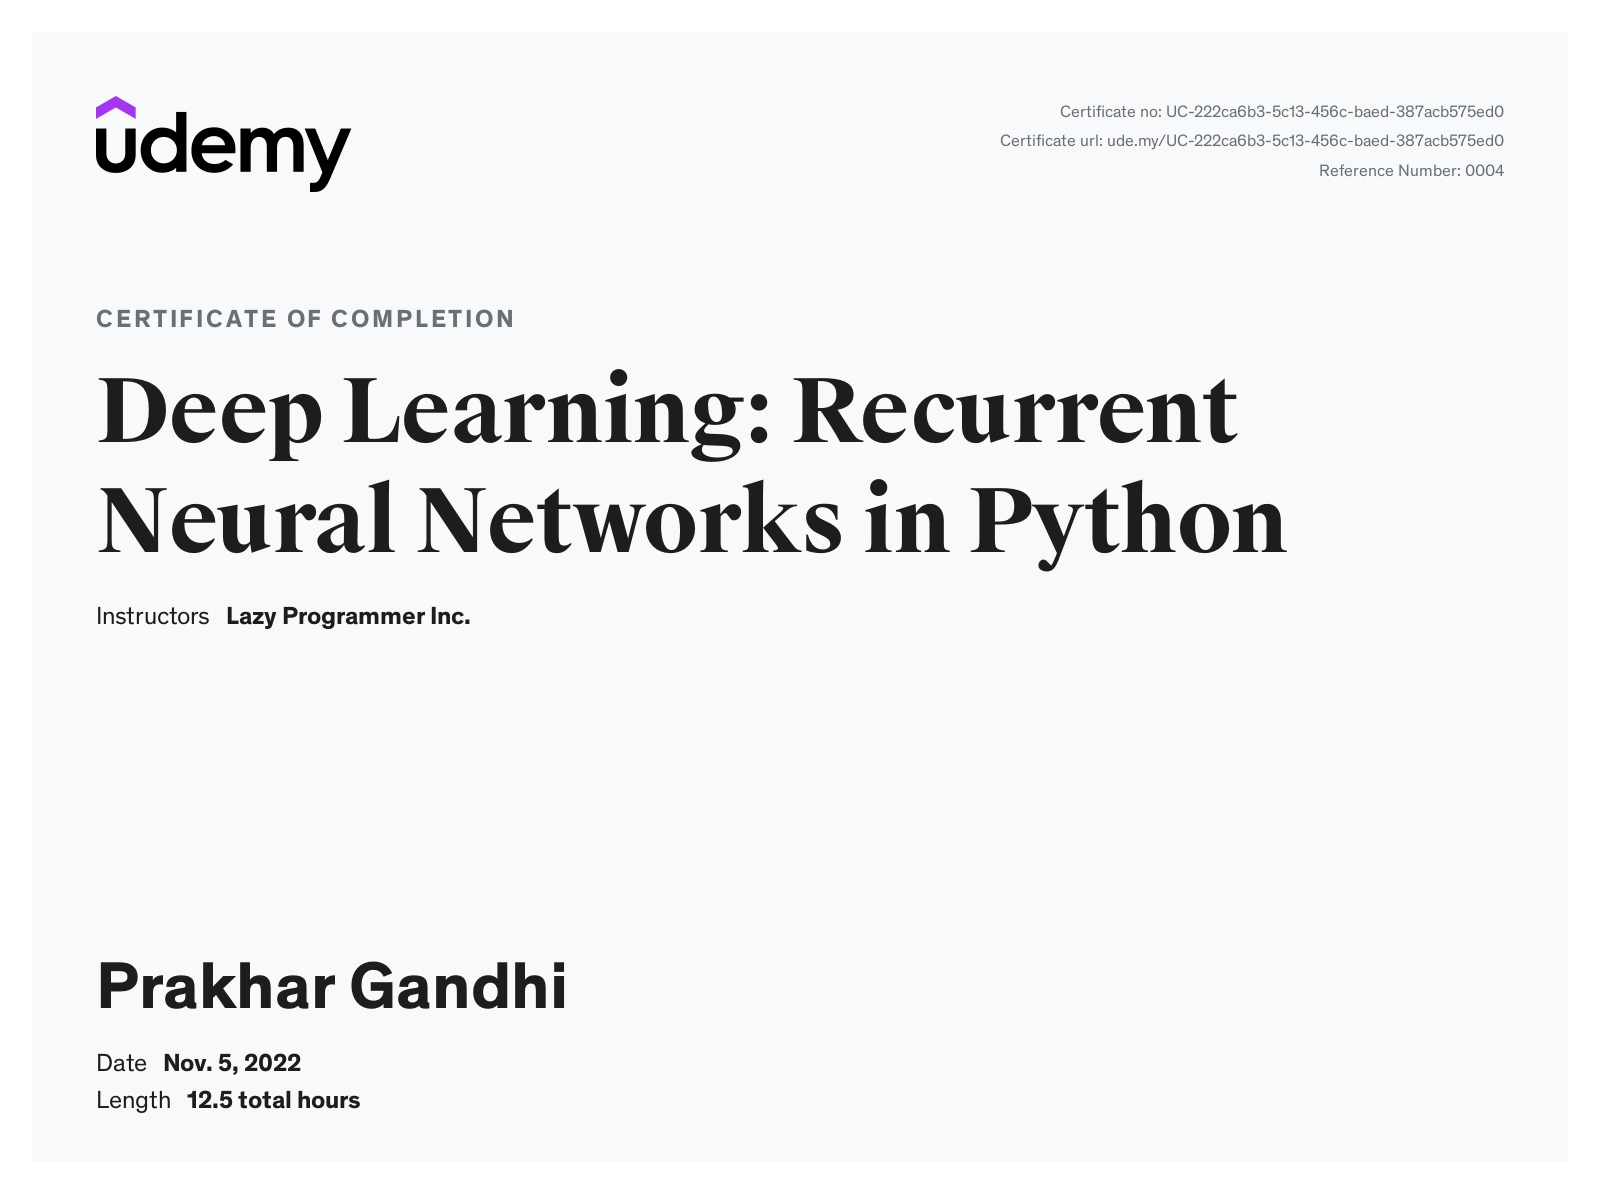 udemy
Certificate no: UC-222ca6b3-5c13-456c-baed-387acb575ed0
Certificate url: ude.my/UC-222ca6b3-5c13-456c-baed-387acb575ed0
Reference Number: 0004
CERTIFICATE OF COMPLETION
Deep Learning: Recurrent
Neural Networks in Python
Instructors Lazy Programmer Inc.
Prakhar Gandhi
Date Nov. 5, 2022
Length 12.5 total hours